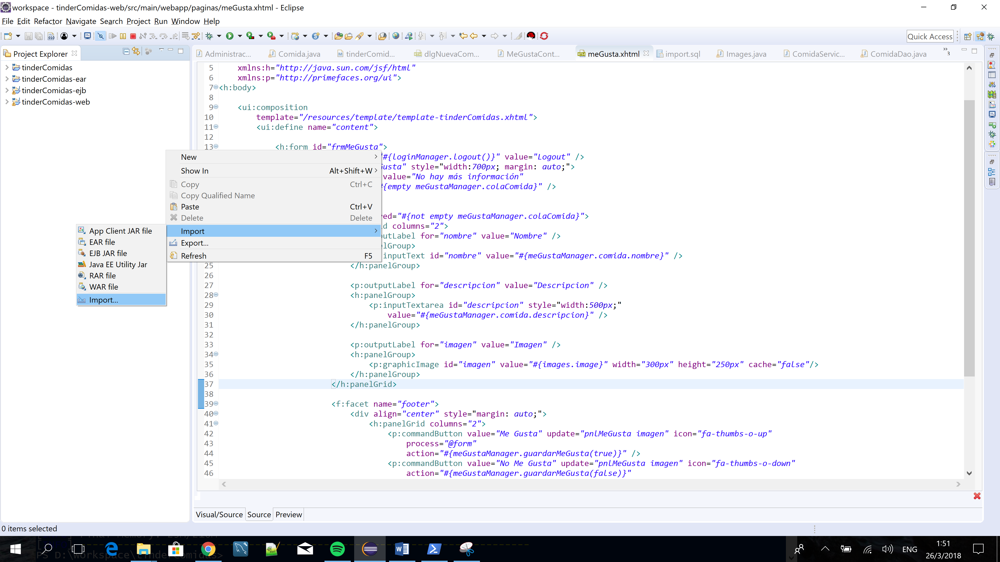 workspace - tinderComidas-web/src/main/webapp/paginas/meGusta.xhtml - Eclipse
File Edit Refactor Navigate Search Project Run Window Help
Quick Access
Project Explorer
Administrac... Comida.java tinderComid... dlgNuevaCom... MeGustaCont... meGusta.xhtml import.sql Images.java ComidaServic... ComidaDao.java »3
tinderComidas
tinderComidas-ear
tinderComidas-ejb
tinderComidas-web
5 xmlns:h="http://java.sun.com/jsf/html"
6 xmlns:p="http://primefaces.org/ui">
7 <h:body>
8
9 <ui:composition
10 template="/resources/template/template-tinderComidas.xhtml">
11 <ui:define name="content">
12
13 <h:form id="frmMeGusta">
"#{loginManager.logout()}" value="Logout" />
Gusta" style="width:700px; margin: auto;">
value="No hay más información"
#{empty meGustaManager.colaComida}" />
red="#{not empty meGustaManager.colaComida}">
d columns="2">
utLabel for="nombre" value="Nombre" />
elGroup>
inputText id="nombre" value="#{meGustaManager.comida.nombre}" />
25 </h:panelGroup>
26
27 <p:outputLabel for="descripcion" value="Descripcion" />
28 <h:panelGroup>
29 <p:inputTextarea id="descripcion" style="width:500px;"
30 value="#{meGustaManager.comida.descripcion}" />
31 </h:panelGroup>
32
33 <p:outputLabel for="imagen" value="Imagen" />
34 <h:panelGroup>
35 <p:graphicImage id="imagen" value="#{images.image}" width="300px" height="250px" cache="false"/>
36 </h:panelGroup>
37 </h:panelGrid>
38
39 <f:facet name="footer">
40 <div align="center" style="margin: auto;">
41 <h:panelGrid columns="2">
42 <p:commandButton value="Me Gusta" update="pnlMeGusta imagen" icon="fa-thumbs-o-up"
43 process="@form"
44 action="#{meGustaManager.guardarMeGusta(true)}" />
45 <p:commandButton value="No Me Gusta" update="pnlMeGusta imagen" icon="fa-thumbs-o-down"
46 action="#{meGustaManager.guardarMeGusta(false)}"
New
Show In Alt+Shift+W
Copy Ctrl+C
Copy Qualified Name
Paste Ctrl+V
Delete Delete
Import
Export...
Refresh F5
App Client JAR file
EAR file
EJB JAR file
Java EE Utility Jar
RAR file
WAR file
Import...
Visual/Source Source Preview
0 items selected
PS D:\workspace\tinderComidas>
ENG
1:51
26/3/2018